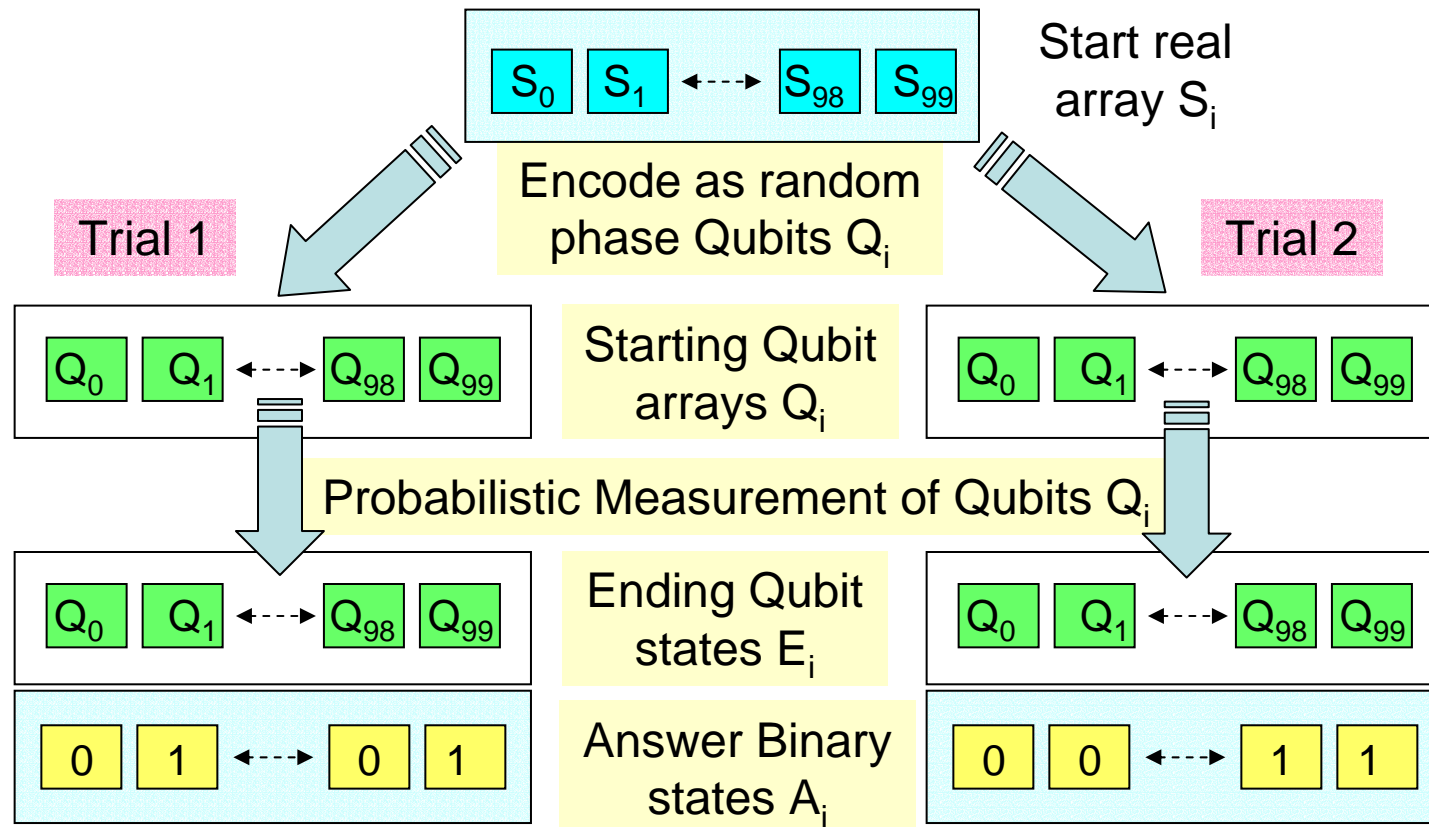 S₀ S₁ S₉₈ S₉₉
Start real
array Sᵢ
Encode as random
phase Qubits Qᵢ
Trial 1
Trial 2
Q₀ Q₁ Q₉₈ Q₉₉
Starting Qubit
arrays Qᵢ
Q₀ Q₁ Q₉₈ Q₉₉
Probabilistic Measurement of Qubits Qᵢ
Q₀ Q₁ Q₉₈ Q₉₉
Ending Qubit
states Eᵢ
Q₀ Q₁ Q₉₈ Q₉₉
0 1 0 1
Answer Binary
states Aᵢ
0 0 1 1